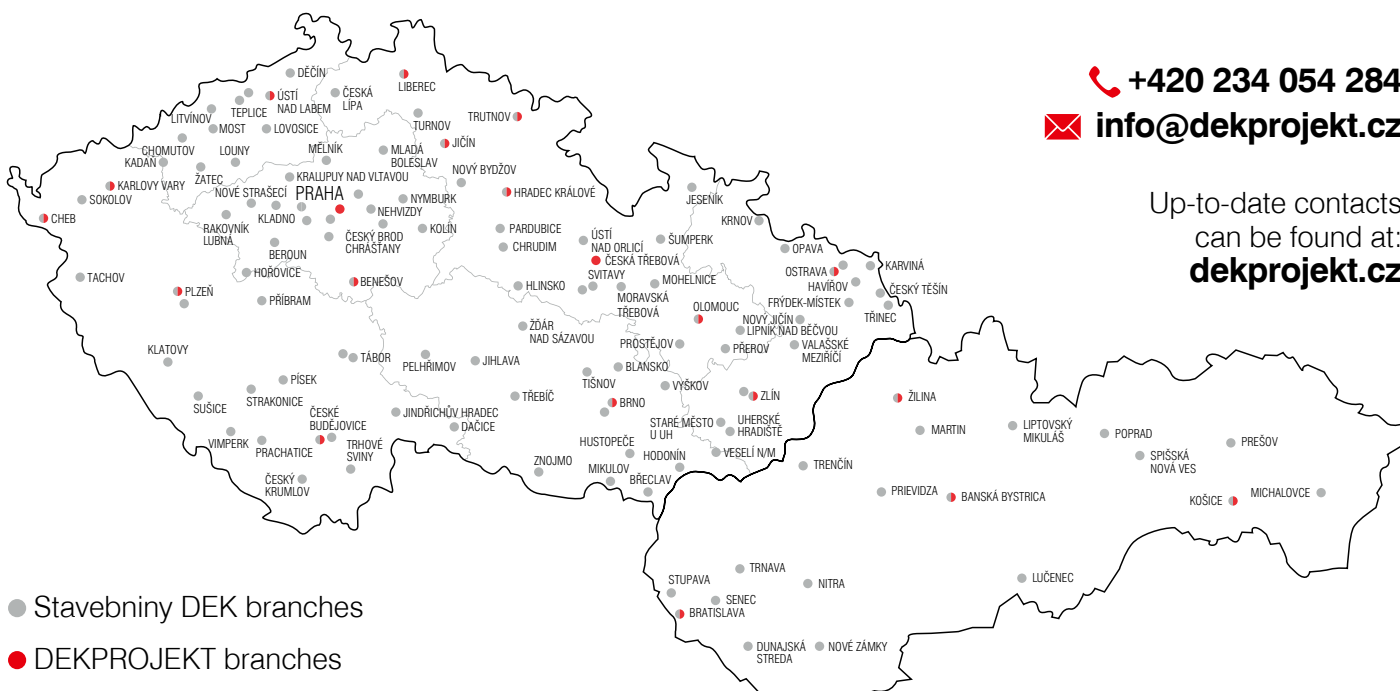 +420 234 054 284
info@dekprojekt.cz
Up-to-date contacts
can be found at:
dekprojekt.cz
DĚČÍN
LIBEREC
ÚSTÍ
NAD LABEM
ČESKÁ
LÍPA
TEPLICE
LITVÍNOV
MOST
LOVOSICE
TURNOV
TRUTNOV
JIČÍN
CHOMUTOV
KADAŇ
LOUNY
MĚLNÍK
MLADÁ
BOLESLAV
NOVÝ BYDŽOV
ŽATEC
KRALUPY NAD VLTAVOU
KARLOVY VARY
SOKOLOV
NOVÉ STRAŠECÍ
PRAHA
NYMBURK
HRADEC KRÁLOVÉ
JESENÍK
CHEB
KLADNO
NEHVIZDY
RAKOVNÍK
LUBNÁ
KOLÍN
PARDUBICE
KRNOV
ČESKÝ BROD
CHRÁŠŤANY
CHRUDIM
ÚSTÍ
NAD ORLICÍ
ŠUMPERK
OPAVA
BEROUN
ČESKÁ TŘEBOVÁ
HOŘOVICE
TACHOV
BENEŠOV
HLINSKO
SVITAVY
MOHELNICE
OSTRAVA
KARVINÁ
HAVÍŘOV
ČESKÝ TĚŠÍN
PLZEŇ
PŘÍBRAM
MORAVSKÁ
TŘEBOVÁ
OLOMOUC
FRÝDEK-MÍSTEK
TŘINEC
NOVÝ JIČÍN
LIPNÍK NAD BĚČVOU
ŽĎÁR
NAD SÁZAVOU
PROSTĚJOV
PŘEROV
VALAŠSKÉ
MEZIŘÍČÍ
KLATOVY
TÁBOR
PELHŘIMOV
JIHLAVA
BLANSKO
TIŠNOV
VYŠKOV
PÍSEK
STRAKONICE
SUŠICE
TŘEBÍČ
BRNO
ZLÍN
ŽILINA
ČESKÉ
BUDĚJOVICE
JINDŘICHŮV HRADEC
DAČICE
STARÉ MĚSTO
U UH
UHERSKÉ
HRADIŠTĚ
MARTIN
LIPTOVSKÝ
MIKULÁŠ
POPRAD
PREŠOV
VIMPERK
PRACHATICE
TRHOVÉ
SVINY
HUSTOPEČE
HODONÍN
VESELÍ N/M
SPIŠSKÁ
NOVÁ VES
ZNOJMO
MIKULOV
BŘECLAV
TRENČÍN
ČESKÝ
KRUMLOV
PRIEVIDZA
BANSKÁ BYSTRICA
KOŠICE
MICHALOVCE
TRNAVA
STUPAVA
NITRA
LUČENEC
SENEC
BRATISLAVA
DUNAJSKÁ
STREDA
NOVÉ ZÁMKY
Stavebniny DEK branches
DEKPROJEKT branches